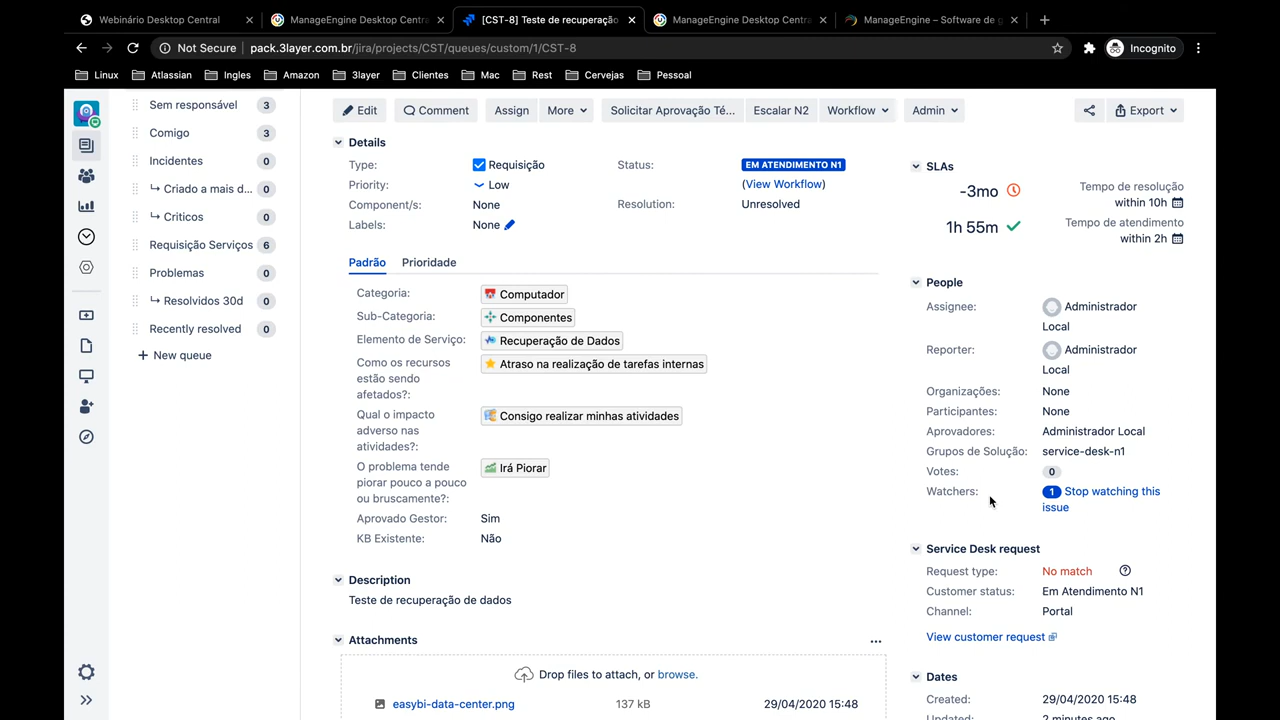 Webinário Desktop Central
ManageEngine Desktop Centra
[CST-8] Teste de recuperação
ManageEngine Desktop Centra
ManageEngine – Software de g
Not Secure | pack.3layer.com.br/jira/projects/CST/queues/custom/1/CST-8
Incognito
Linux
Atlassian
Ingles
Amazon
3layer
Clientes
Mac
Rest
Cervejas
Pessoal
Sem responsável 3
Comigo 3
Incidentes 0
Criado a mais d... 0
Criticos 0
Requisição Serviços 6
Problemas 0
Resolvidos 30d 0
Recently resolved 0
+ New queue
Edit
Comment
Assign
More
Solicitar Aprovação Té...
Escalar N2
Workflow
Admin
Export
Details
Type: Requisição
Priority: Low
Component/s: None
Labels: None
Status: EM ATENDIMENTO N1
(View Workflow)
Resolution: Unresolved
Padrão Prioridade
Categoria: Computador
Sub-Categoria: Componentes
Elemento de Serviço: Recuperação de Dados
Como os recursos Atraso na realização de tarefas internas
estão sendo
afetados?:
Qual o impacto Consigo realizar minhas atividades
adverso nas
atividades?:
O problema tende Irá Piorar
piorar pouco a pouco
ou bruscamente?:
Aprovado Gestor: Sim
KB Existente: Não
Description
Teste de recuperação de dados
Attachments
Drop files to attach, or browse.
easybi-data-center.png 137 kB 29/04/2020 15:48
SLAs
-3mo Tempo de resolução
within 10h
1h 55m Tempo de atendimento
within 2h
People
Assignee: Administrador
Local
Reporter: Administrador
Local
Organizações: None
Participantes: None
Aprovadores: Administrador Local
Grupos de Solução: service-desk-n1
Votes: 0
Watchers: 1 Stop watching this
issue
Service Desk request
Request type: No match
Customer status: Em Atendimento N1
Channel: Portal
View customer request
Dates
Created: 29/04/2020 15:48
Updated: 2 minutes ago